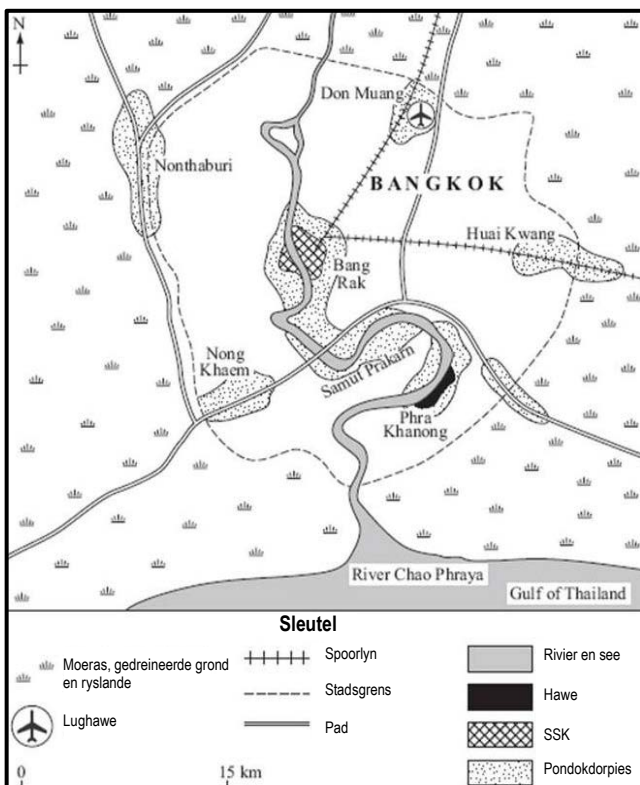 N
Don Muang
Nonthaburi
BANGKOK
Huai Kwang
Bang
Rak
Nong
Khaem
Samut Prakarn
Phra
Khanong
River Chao Phraya
Gulf of Thailand
Sleutel
Moeras, gedreineerde grond
en ryslande
Lughawe
0 15 km
Spoorlyn
Stadsgrens
Pad
Rivier en see
Hawe
SSK
Pondokdorpies